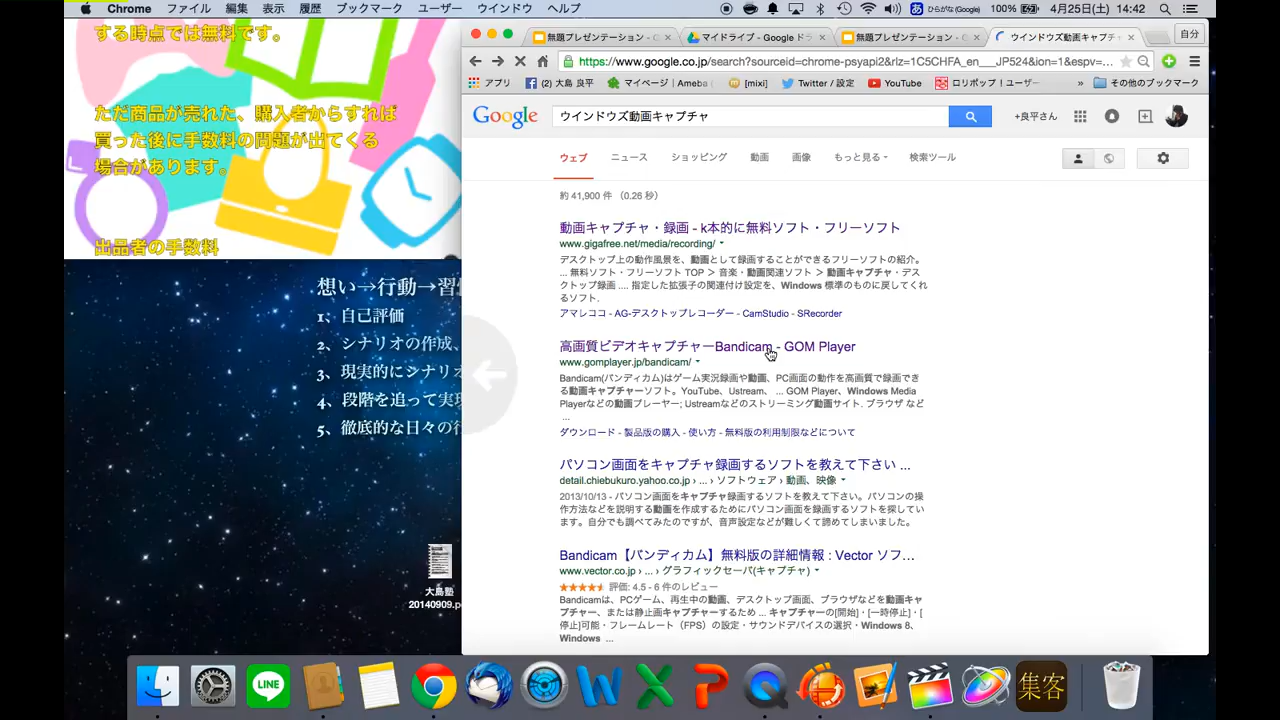 Chrome ファイル 編集 表示 履歴 ブックマーク ユーザー ウインドウ ヘルプ
あ ひらがな (Google) 100% 4月25日(土) 14:42
する時点では無料です。
ただ商品が売れた、購入者からすれば
買った後に手数料の問題が出てくる
場合があります。
出品者の手数料
想い→行動→習慣
1、自己評価
2、シナリオの作成、
3、現実的にシナリオ
4、段階を追って実現
5、徹底的な日々の行
大島塾
20140909.p
無題プレゼンテーション - マイドライブ - Google ド 無題プレゼンテーション - ウインドウズ動画キャプチャ 自分
https://www.google.co.jp/search?sourceid=chrome-psyapi2&rlz=1C5CHFA_en___JP524&ion=1&espv=...
アプリ (2) 大島 良平 マイページ | Ameba [mixi] Twitter / 設定 YouTube ロリポップ!ユーザー » その他のブックマーク
Google ウインドウズ動画キャプチャ +良平さん
ウェブ ニュース ショッピング 動画 画像 もっと見る 検索ツール
約 41,900 件 (0.26 秒)
動画キャプチャ・録画 - k本的に無料ソフト・フリーソフト
www.gigafree.net/media/recording/
デスクトップ上の動作風景を、動画として録画することができるフリーソフトの紹介。
... 無料ソフト・フリーソフト TOP > 音楽・動画関連ソフト > 動画キャプチャ・デス
クトップ録画 .... 指定した拡張子の関連付け設定を、Windows 標準のものに戻してくれ
るソフト.
アマレココ - AG-デスクトップレコーダー - CamStudio - SRecorder
高画質ビデオキャプチャーBandicam - GOM Player
www.gomplayer.jp/bandicam/
Bandicam(バンディカム)はゲーム実況録画や動画、PC画面の動作を高画質で録画でき
る動画キャプチャーソフト。YouTube、Ustream、 ... GOM Player、Windows Media
Playerなどの動画プレーヤー; Ustreamなどのストリーミング動画サイト. ブラウザ など
...
ダウンロード - 製品版の購入 - 使い方 - 無料版の利用制限などについて
パソコン画面をキャプチャ録画するソフトを教えて下さい ...
detail.chiebukuro.yahoo.co.jp › ... › ソフトウェア › 動画、映像
2013/10/13 - パソコン画面をキャプチャ録画するソフトを教えて下さい。パソコンの操
作方法などを説明する動画を作成するためにパソコン画面を録画するソフトを探してい
ます。自分でも調べてみたのですが、音声設定などが難しくて諦めてしまいました。
Bandicam【バンディカム】無料版の詳細情報 : Vector ソフ...
www.vector.co.jp › ... › グラフィックセーバ(キャプチャ)
評価: 4.5 - 6 件のレビュー
Bandicamは、PCゲーム、再生中の動画、デスクトップ画面、ブラウザなどを動画キャ
プチャー、または静止画キャプチャーするため ... キャプチャーの[開始]・[一時停止]・[
停止]可能・フレームレート（FPS）の設定・サウンドデバイスの選択・Windows 8、
Windows ...
LINE
集客